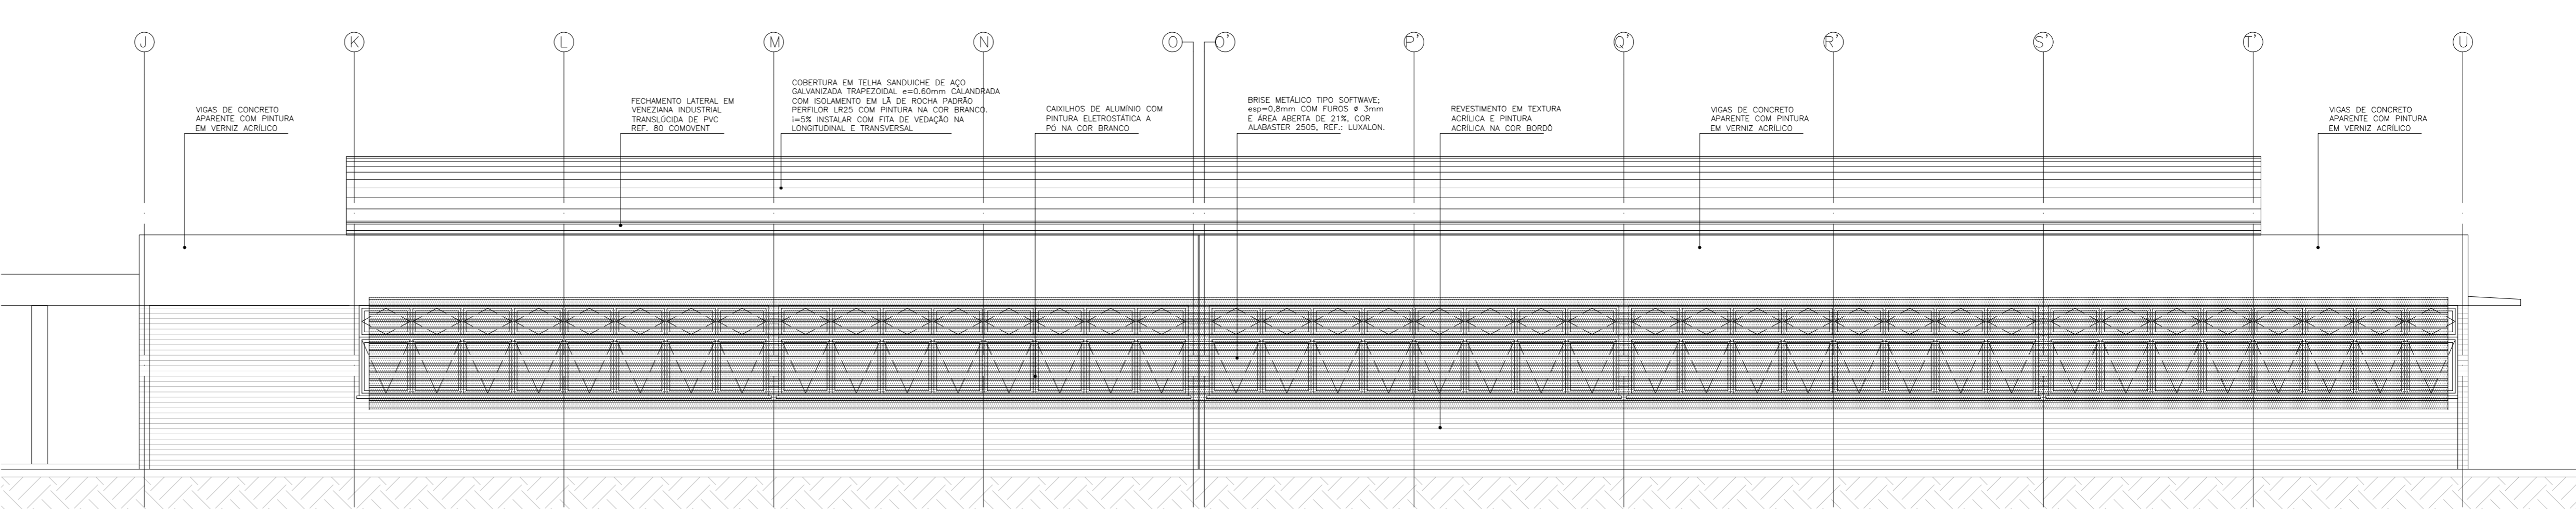 J
K
L
M
N
O
O'
P'
Q'
R'
S'
T'
U
VIGAS DE CONCRETO
APARENTE COM PINTURA
EM VERNIZ ACRÍLICO
FECHAMENTO LATERAL EM
VENEZIANA INDUSTRIAL
TRANSLÚCIDA DE PVC
REF. 80 COMOVENT
COBERTURA EM TELHA SANDUICHE DE AÇO
GALVANIZADA TRAPEZOIDAL e=0.60mm CALANDRADA
COM ISOLAMENTO EM LÃ DE ROCHA PADRÃO
PERFILOR LR25 COM PINTURA NA COR BRANCO.
i=5% INSTALAR COM FITA DE VEDAÇÃO NA
LONGITUDINAL E TRANSVERSAL
CAIXILHOS DE ALUMÍNIO COM
PINTURA ELETROSTÁTICA A
PÓ NA COR BRANCO
BRISE METÁLICO TIPO SOFTWAVE;
esp=0,8mm COM FUROS ø 3mm
E ÁREA ABERTA DE 21%, COR
ALABASTER 2505, REF.: LUXALON.
REVESTIMENTO EM TEXTURA
ACRÍLICA E PINTURA
ACRÍLICA NA COR BORDÔ
VIGAS DE CONCRETO
APARENTE COM PINTURA
EM VERNIZ ACRÍLICO
VIGAS DE CONCRETO
APARENTE COM PINTURA
EM VERNIZ ACRÍLICO